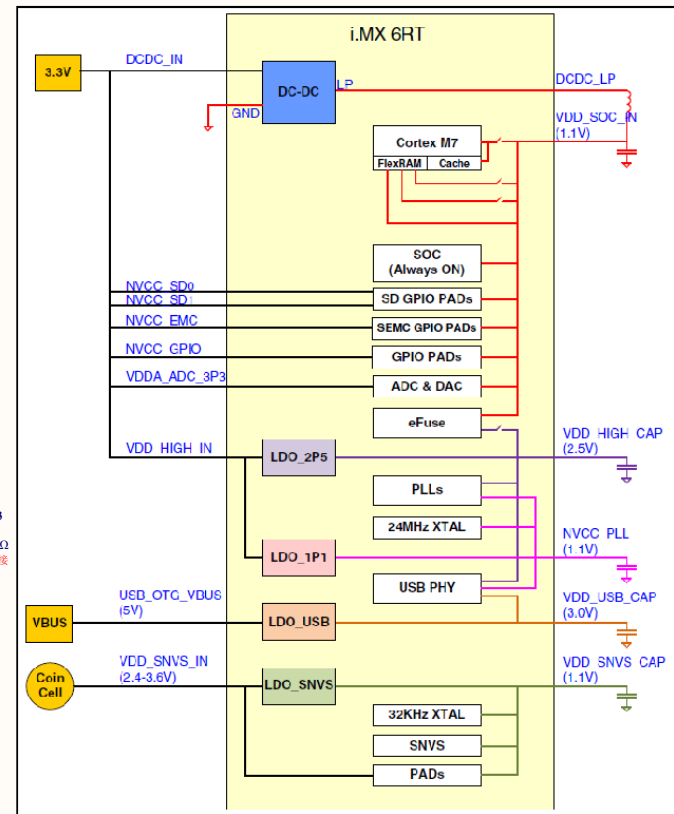 i.MX 6RT
3.3V
DCDC_IN
DC-DC
LP
GND
DCDC_LP
VDD_SOC_IN
(1.1V)
Cortex M7
FlexRAM Cache
SOC
(Always ON)
NVCC_SD0
NVCC_SD1
SD GPIO PADs
NVCC_EMC
SEMC GPIO PADs
NVCC_GPIO
GPIO PADs
VDDA_ADC_3P3
ADC & DAC
eFuse
VDD_HIGH_IN
LDO_2P5
VDD_HIGH_CAP
(2.5V)
PLLs
24MHz XTAL
LDO_1P1
NVCC_PLL
(1.1V)
USB PHY
VBUS
USB_OTG_VBUS
(5V)
LDO_USB
VDD_USB_CAP
(3.0V)
Coin
Cell
VDD_SNVS_IN
(2.4-3.6V)
LDO_SNVS
VDD_SNVS_CAP
(1.1V)
32KHz XTAL
SNVS
PADs
Ω
接